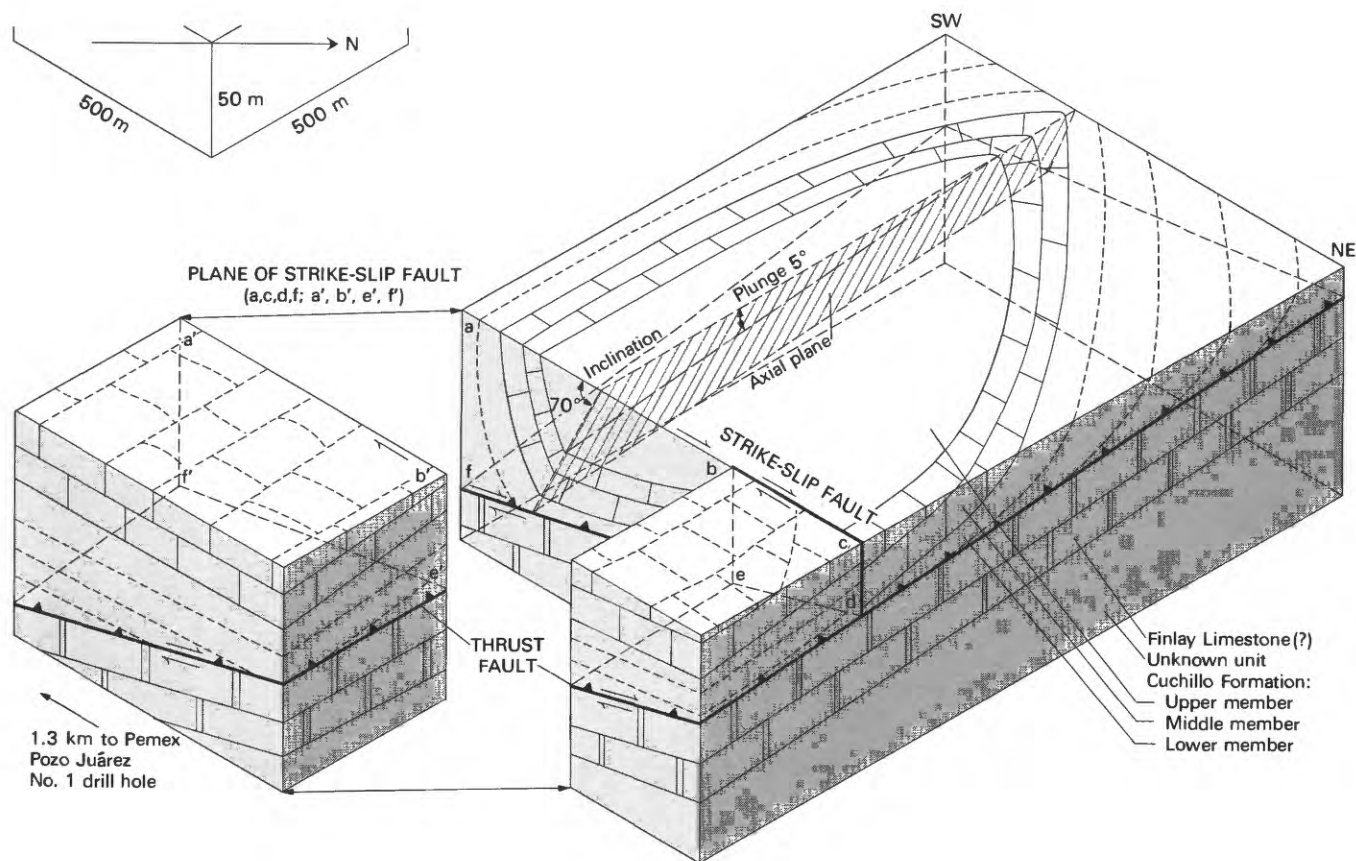 N
500 m
50 m
500 m
SW
NE
PLANE OF STRIKE-SLIP FAULT
(a,c,d,f; a′, b′, e′, f′)
a
a′
Inclination
Plunge 5°
Axial plane
70°
STRIKE-SLIP FAULT
f
b
f′
b′
c
e
d
e′
THRUST
FAULT
1.3 km to Pemex
Pozo Juárez
No. 1 drill hole
Finlay Limestone(?)
Unknown unit
Cuchillo Formation:
Upper member
Middle member
Lower member